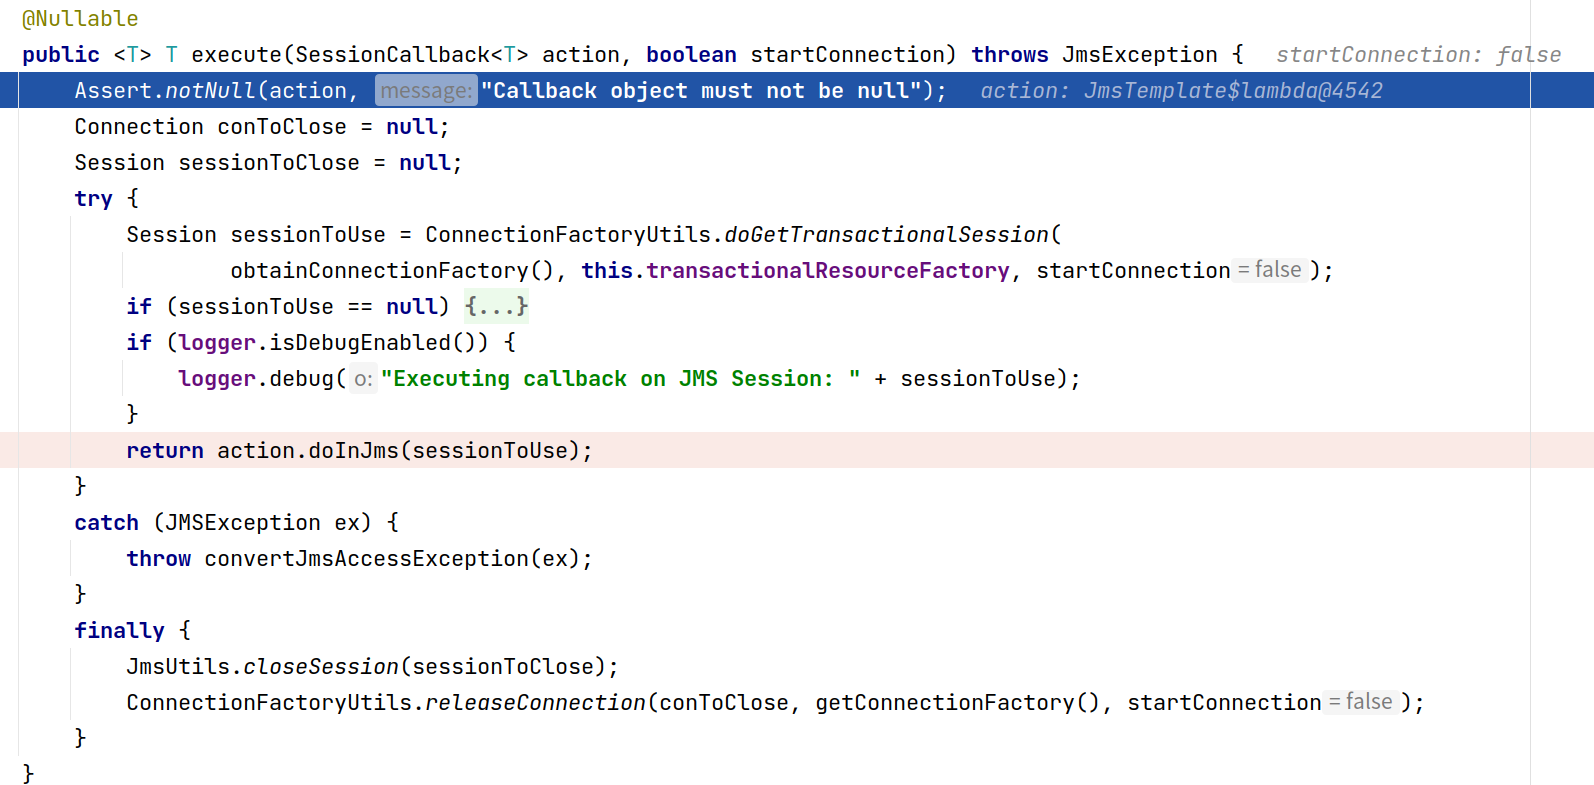 @Nullable
public <T> T execute(SessionCallback<T> action, boolean startConnection) throws JmsException {   startConnection: false
    Assert.notNull(action, message: "Callback object must not be null");   action: JmsTemplate$lambda@4542
    Connection conToClose = null;
    Session sessionToClose = null;
    try {
        Session sessionToUse = ConnectionFactoryUtils.doGetTransactionalSession(
                obtainConnectionFactory(), this.transactionalResourceFactory, startConnection = false );
        if (sessionToUse == null) {...}
        if (logger.isDebugEnabled()) {
            logger.debug( o: "Executing callback on JMS Session: " + sessionToUse);
        }
        return action.doInJms(sessionToUse);
    }
    catch (JMSException ex) {
        throw convertJmsAccessException(ex);
    }
    finally {
        JmsUtils.closeSession(sessionToClose);
        ConnectionFactoryUtils.releaseConnection(conToClose, getConnectionFactory(), startConnection = false );
    }
}